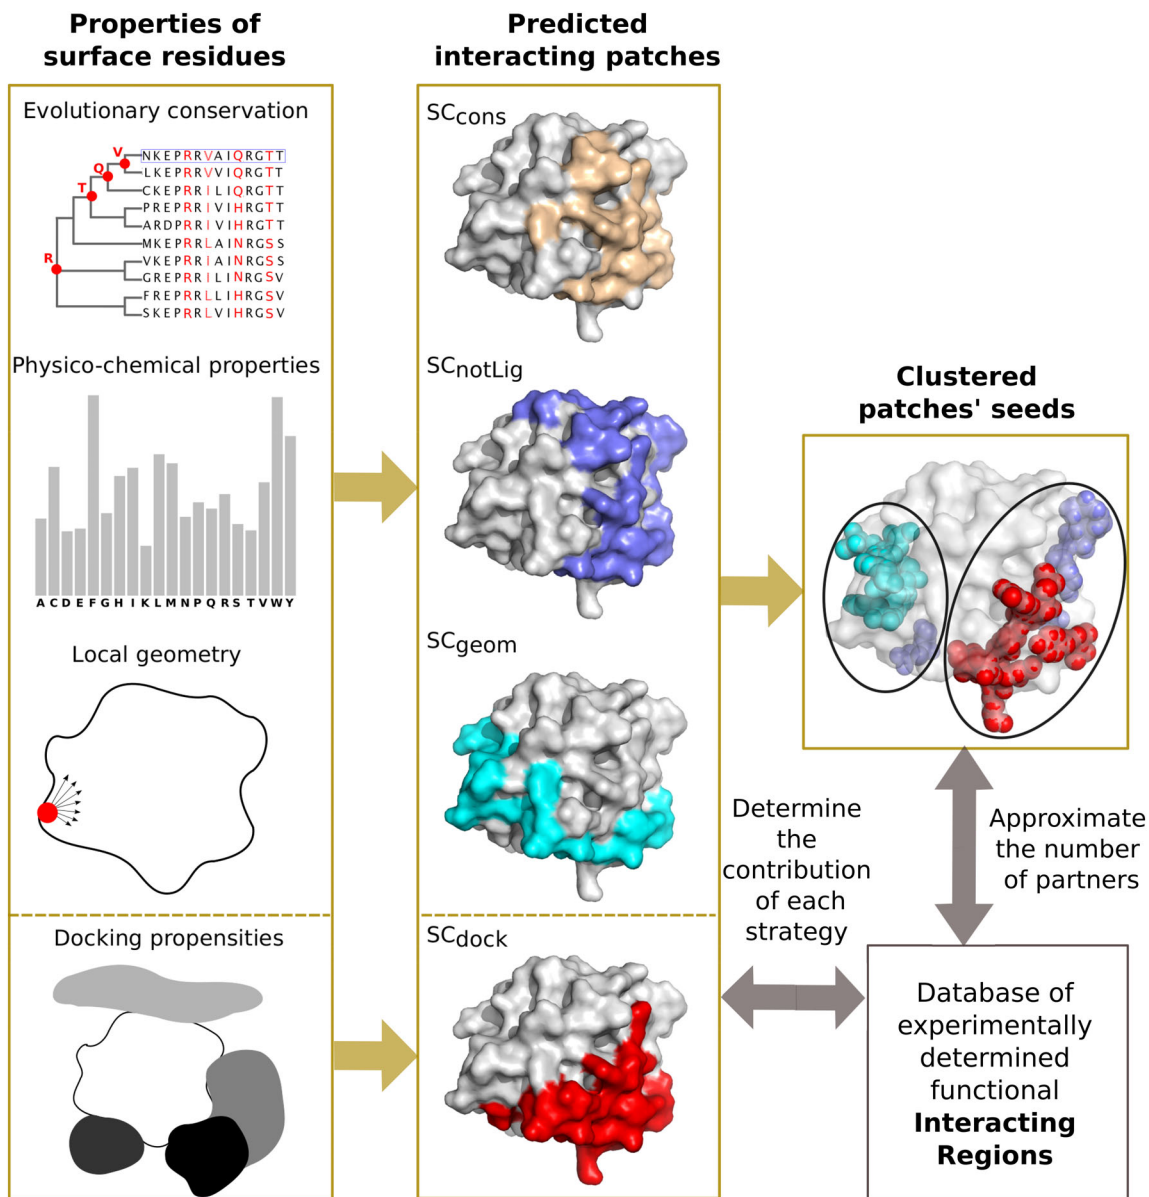 Properties of
surface residues
Evolutionary conservation
V
Q
T
R
NKEPRRVAIQRGTT
LKEPRRVVIQRGTT
CKEPRRILIQRGTT
PREPRRIVIHRGTT
ARDPRRIVIHRGTT
MKEPRRLAINRGSS
VKEPRRIAINRGSS
GREPRRILINRGSV
FREPRRLLIHRGSV
SKEPRRLVIHRGSV
Physico-chemical properties
A C D E F G H I K L M N P Q R S T V W Y
Local geometry
Docking propensities
Predicted
interacting patches
SCcons
SCnotLig
SCgeom
SCdock
Clustered
patches' seeds
Determine
the
contribution
of each
strategy
Approximate
the number
of partners
Database of
experimentally
determined
functional
Interacting
Regions